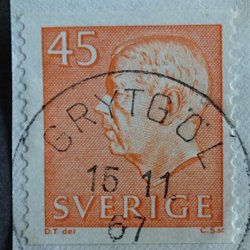 45
SVERIGE
GRYTGÖL
15 11
67
D.T. del
C.S. sc